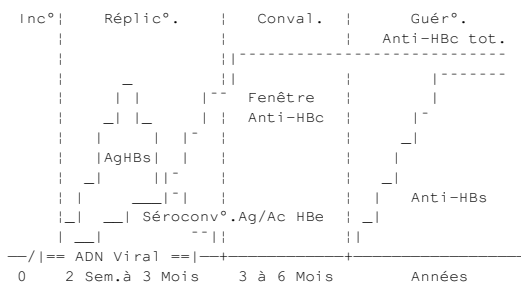 Inc°¦ Réplic°. ¦ Conval. ¦ Guér°.
Anti-HBc tot.
Fenêtre
Anti-HBc
AgHBs
Anti-HBs
Séroconv°.Ag/Ac HBe
ADN Viral
0 2 Sem.à 3 Mois 3 à 6 Mois Années